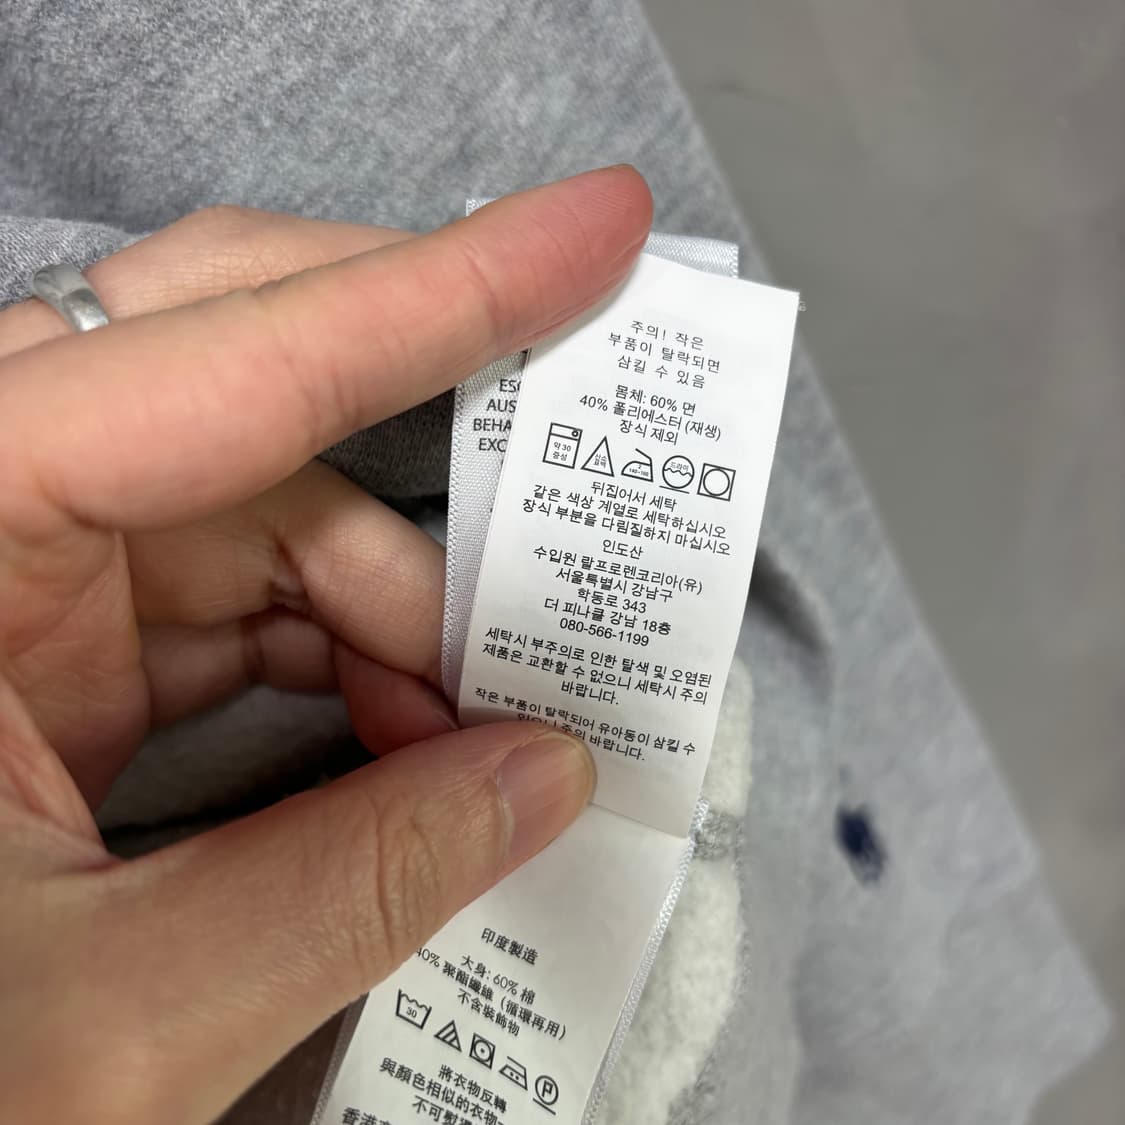 주의! 작은
부품이 탈락되면
삼킬 수 있음
몸체: 60% 면
40% 폴리에스터 (재생)
장식 제외
약 30
중성
산소
표백
드라이
뒤집어서 세탁
같은 색상 계열로 세탁하십시오
장식 부분을 다림질하지 마십시오
인도산
수입원 랄프로렌코리아(유)
서울특별시 강남구
학동로 343
더 피나클 강남 18층
080-566-1199
세탁시 부주의로 인한 탈색 및 오염된
제품은 교환할 수 없으니 세탁시 주의
바랍니다.
작은 부품이 탈락되어 유아동이 삼킬 수
있으니 주의 바랍니다.
AUS
BEHA
EXC
印度製造
大身: 60% 棉
40% 聚酯纖維 (循環再用)
不含裝飾物
30
P
將衣物反轉
與顏色相似的衣物
不可熨
香港